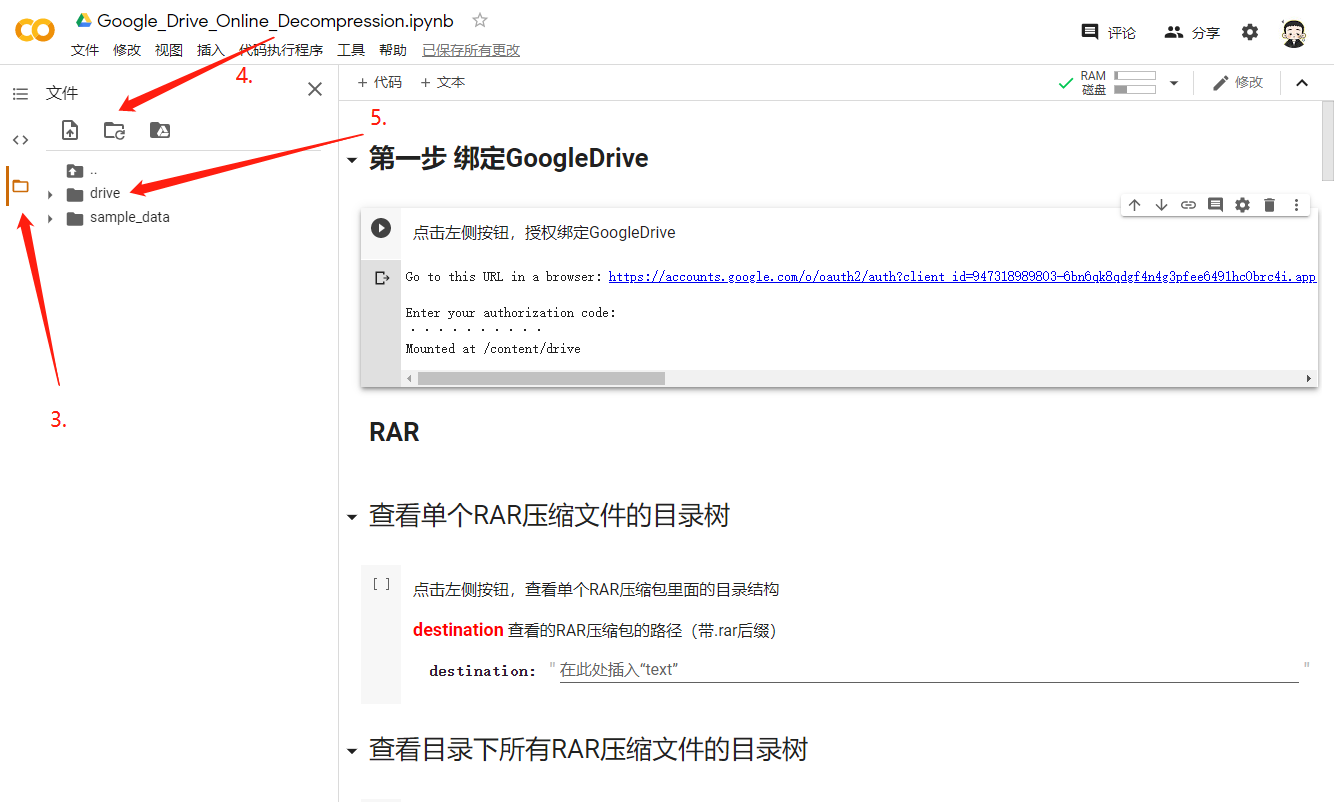 Google_Drive_Online_Decompression.ipynb
文件 修改 视图 插入 代码执行程序 工具 帮助 已保存所有更改
评论 分享
4.
文件
+ 代码 + 文本
RAM
磁盘
修改
5.
..
drive
sample_data
3.
第一步 绑定GoogleDrive
点击左侧按钮，授权绑定GoogleDrive
Go to this URL in a browser: https://accounts.google.com/o/oauth2/auth?client_id=947318989803-6bn6qk8qdgf4n4g3pfee6491hc0brc4i.app
Enter your authorization code:
··········
Mounted at /content/drive
RAR
查看单个RAR压缩文件的目录树
[ ] 点击左侧按钮，查看单个RAR压缩包里面的目录结构
destination 查看的RAR压缩包的路径（带.rar后缀）
destination: " 在此处插入“text” "
查看目录下所有RAR压缩文件的目录树